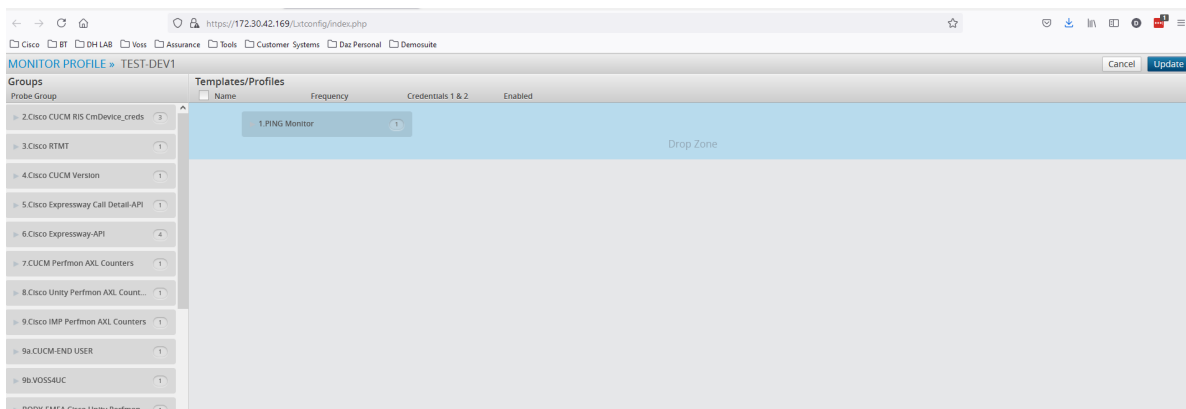 https://172.30.42.169/Lxtconfig/index.php
Cisco BT DH LAB Voss Assurance Tools Customer Systems Daz Personal Demosuite
MONITOR PROFILE » TEST-DEV1 Cancel Update
Groups Templates/Profiles
Probe Group Name Frequency Credentials 1 & 2 Enabled
2.Cisco CUCM RIS CmDevice_creds 3
1.PING Monitor 1
Drop Zone
3.Cisco RTMT 1
4.Cisco CUCM Version 1
5.Cisco Expressway Call Detail-API 1
6.Cisco Expressway-API 4
7.CUCM Perfmon AXL Counters 1
8.Cisco Unity Perfmon AXL Count... 1
9.Cisco IMP Perfmon AXL Counters 1
9a.CUCM-END USER 1
9b.VOSS4UC 1